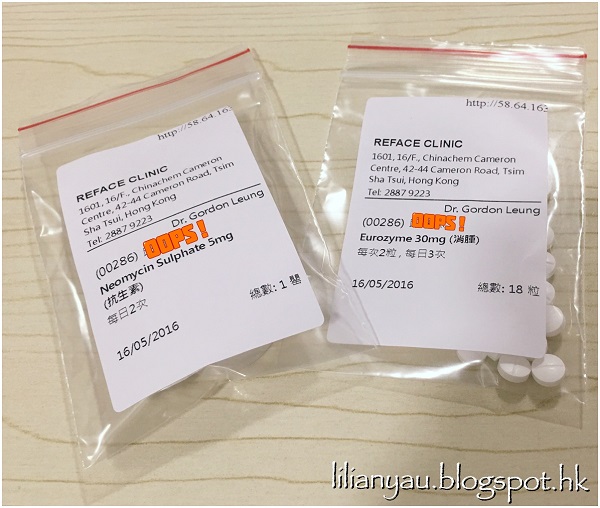 http://58.64.163
REFACE CLINIC
1601, 16/F., Chinachem Cameron
Centre, 42-44 Cameron Road, Tsim
Sha Tsui, Hong Kong
Tel: 2887 9223
Dr. Gordon Leung
(00286) OOPS!
Neomycin Sulphate 5mg
(抗生素)
每日2次
總數: 1 間
16/05/2016
http://58.64.163
REFACE CLINIC
1601, 16/F., Chinachem Cameron
Centre, 42-44 Cameron Road, Tsim
Sha Tsui, Hong Kong
Tel: 2887 9223
Dr. Gordon Leung
(00286) OOPS!
Eurozyme 30mg (消腫)
每次2粒 , 每日3次
16/05/2016
總數: 18 粒
lilianyau.blogspot.hk